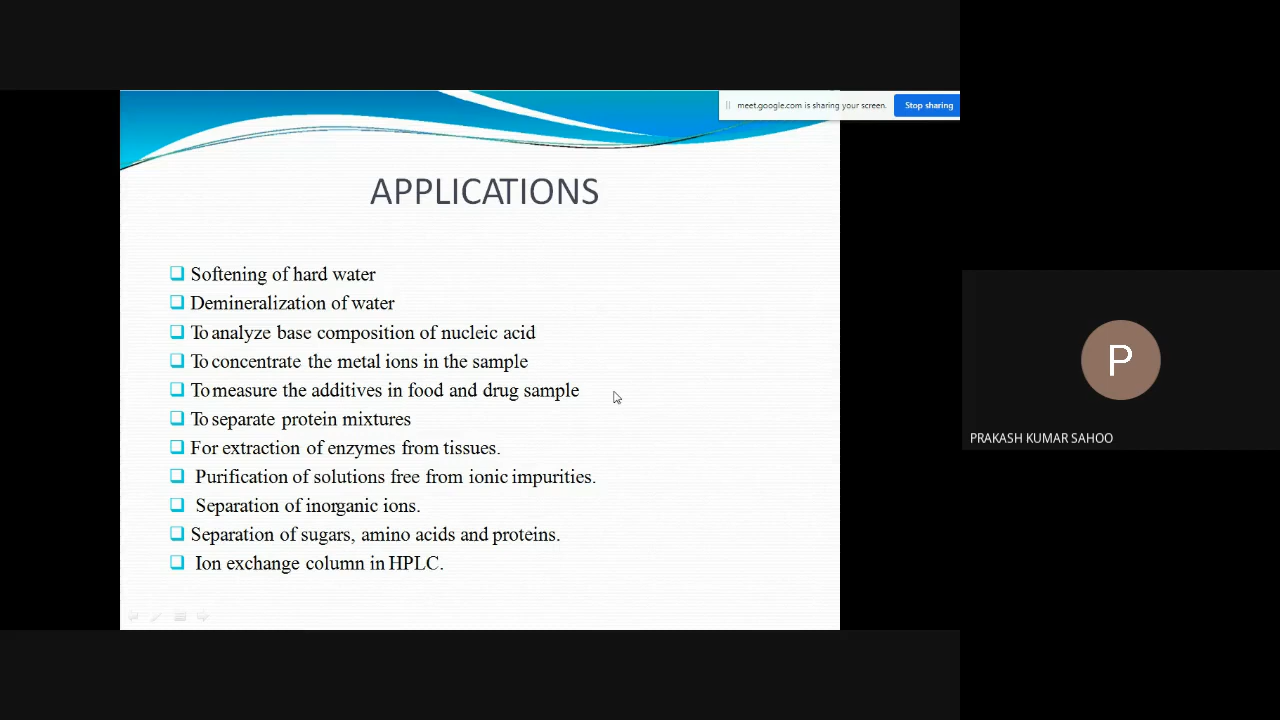 meet.google.com is sharing your screen. Stop sharing
APPLICATIONS
Softening of hard water
Demineralization of water
To analyze base composition of nucleic acid
To concentrate the metal ions in the sample
To measure the additives in food and drug sample
To separate protein mixtures
For extraction of enzymes from tissues.
Purification of solutions free from ionic impurities.
Separation of inorganic ions.
Separation of sugars, amino acids and proteins.
Ion exchange column in HPLC.
P
PRAKASH KUMAR SAHOO